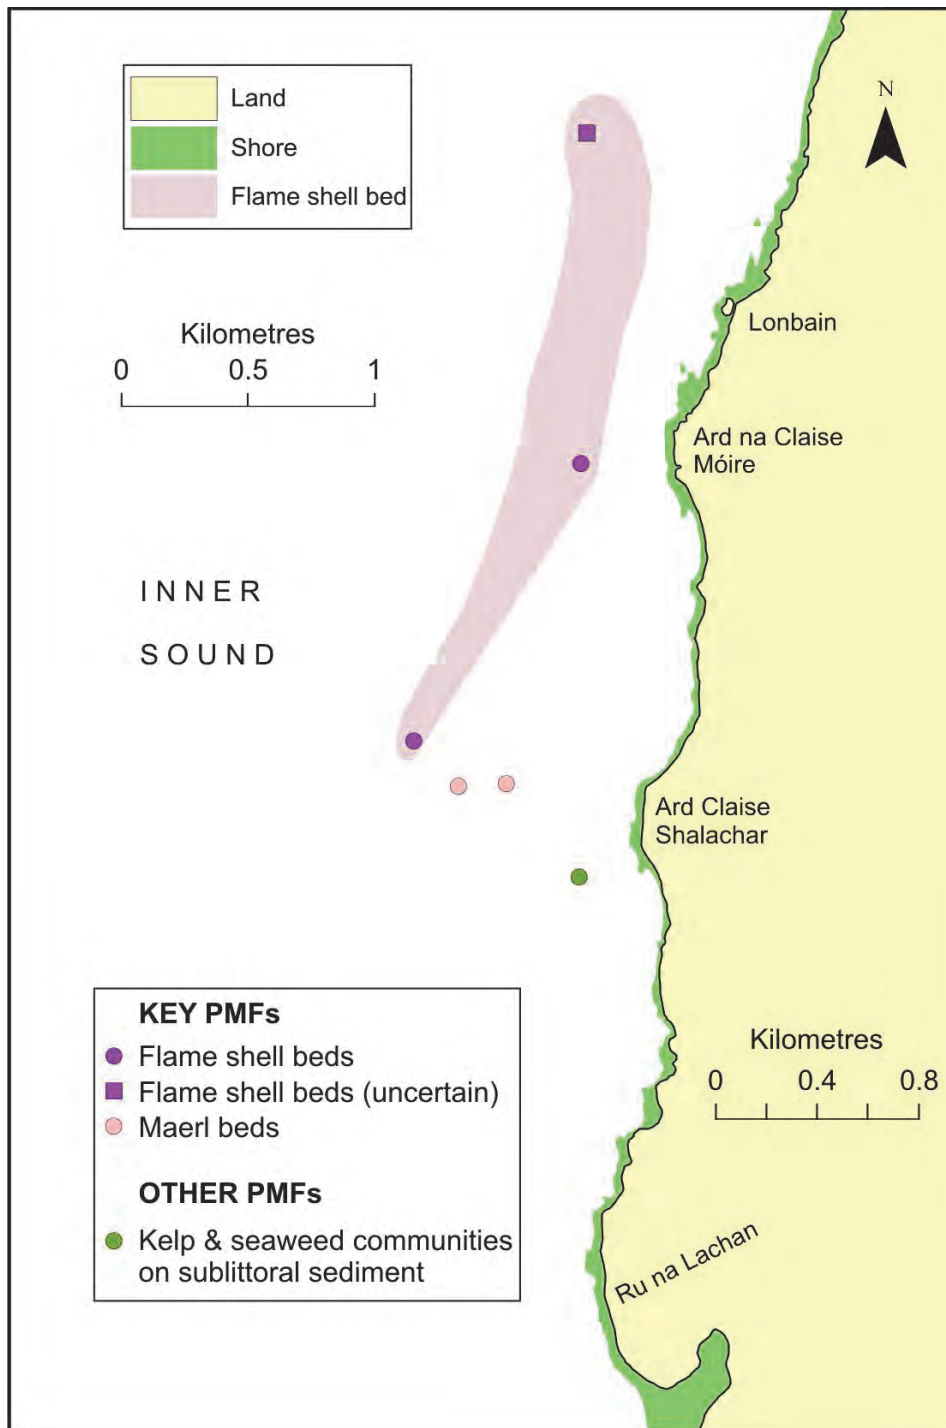 Land
Shore
Flame shell bed
N
Kilometres
0 0.5 1
Lonbain
Ard na Claise
Móire
INNER
SOUND
Ard Claise
Shalachar
KEY PMFs
Flame shell beds
Flame shell beds (uncertain)
Maerl beds
OTHER PMFs
Kelp & seaweed communities
on sublittoral sediment
Kilometres
0 0.4 0.8
Ru na Lachan